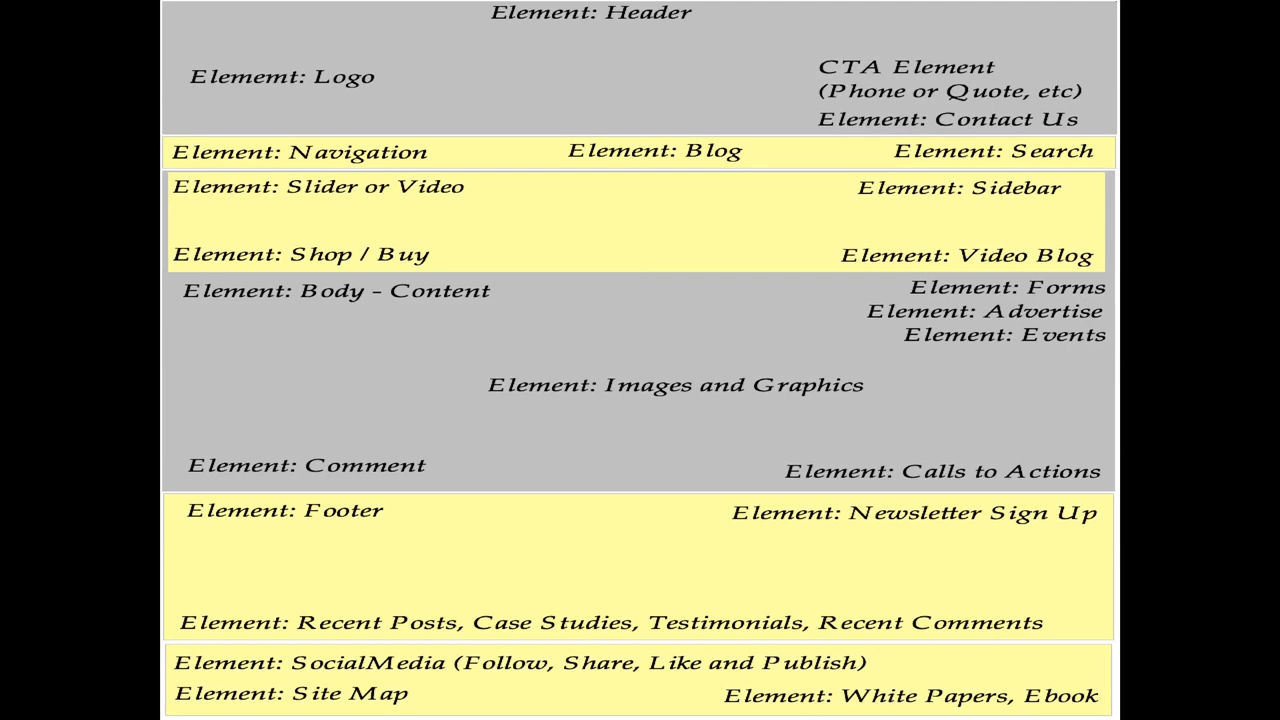 Element: Header
Elememt: Logo
CTA Element
(Phone or Quote, etc)
Element: Contact Us
Element: Navigation
Element: Blog
Element: Search
Element: Slider or Video
Element: Sidebar
Element: Shop / Buy
Element: Video Blog
Element: Body - Content
Element: Forms
Element: Advertise
Element: Events
Element: Images and Graphics
Element: Comment
Element: Calls to Actions
Element: Footer
Element: Newsletter Sign Up
Element: Recent Posts, Case Studies, Testimonials, Recent Comments
Element: SocialMedia (Follow, Share, Like and Publish)
Element: Site Map
Element: White Papers, Ebook